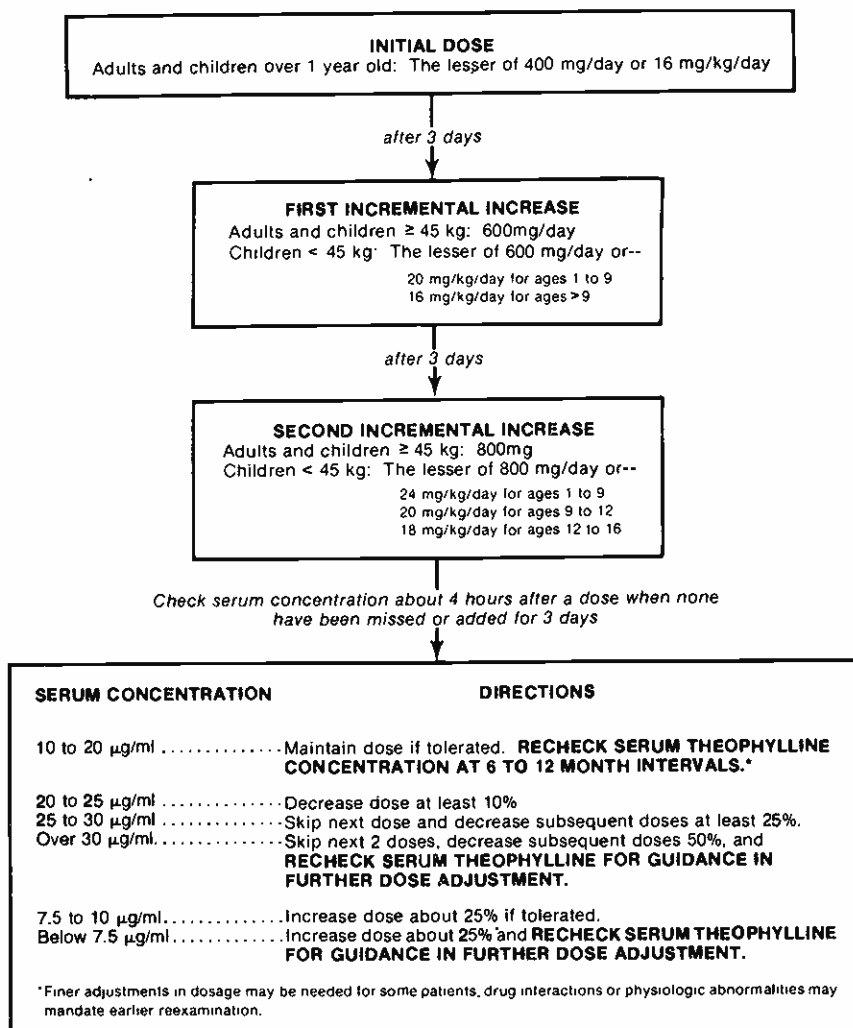 INITIAL DOSE
Adults and children over 1 year old: The lesser of 400 mg/day or 16 mg/kg/day
after 3 days
FIRST INCREMENTAL INCREASE
Adults and children ≥ 45 kg: 600mg/day
Children < 45 kg: The lesser of 600 mg/day or--
20 mg/kg/day for ages 1 to 9
16 mg/kg/day for ages >9
after 3 days
SECOND INCREMENTAL INCREASE
Adults and children ≥ 45 kg: 800mg
Children < 45 kg: The lesser of 800 mg/day or--
24 mg/kg/day for ages 1 to 9
20 mg/kg/day for ages 9 to 12
18 mg/kg/day for ages 12 to 16
Check serum concentration about 4 hours after a dose when none
have been missed or added for 3 days
SERUM CONCENTRATION DIRECTIONS
10 to 20 µg/ml ..............Maintain dose if tolerated. RECHECK SERUM THEOPHYLLINE
CONCENTRATION AT 6 TO 12 MONTH INTERVALS.*
20 to 25 µg/ml ..............Decrease dose at least 10%
25 to 30 µg/ml ..............Skip next dose and decrease subsequent doses at least 25%.
Over 30 µg/ml...............Skip next 2 doses, decrease subsequent doses 50%, and
RECHECK SERUM THEOPHYLLINE FOR GUIDANCE IN
FURTHER DOSE ADJUSTMENT.
7.5 to 10 µg/ml..............Increase dose about 25% if tolerated.
Below 7.5 µg/ml.............Increase dose about 25% and RECHECK SERUM THEOPHYLLINE
FOR GUIDANCE IN FURTHER DOSE ADJUSTMENT.
*Finer adjustments in dosage may be needed for some patients, drug interactions or physiologic abnormalities may
mandate earlier reexamination.